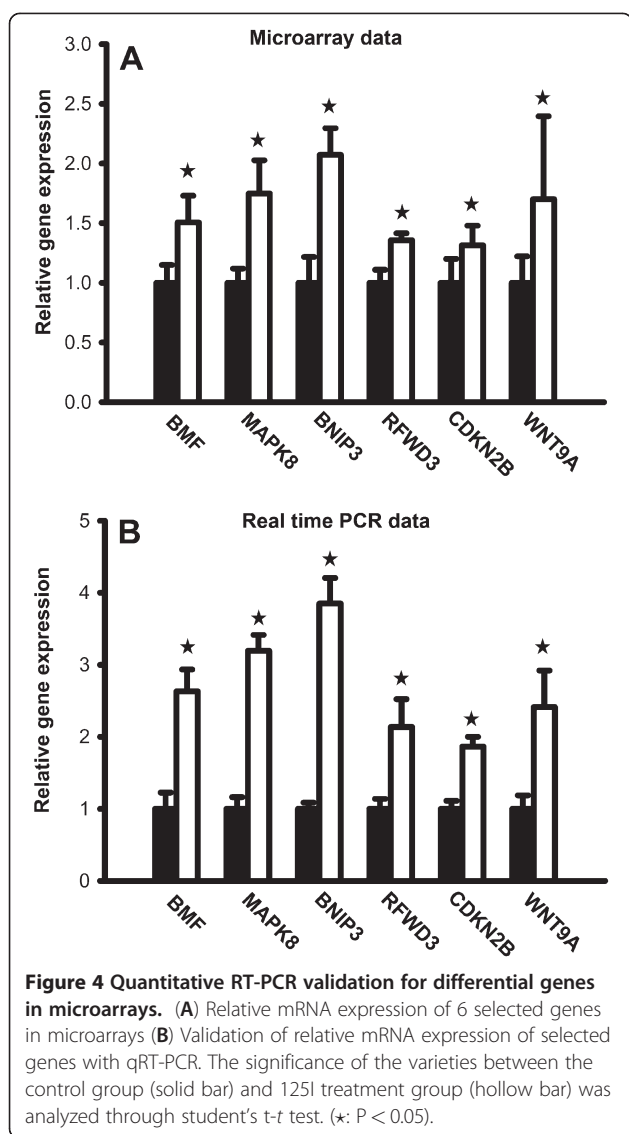 Microarray data
A
3.0
2.5
2.0
1.5
1.0
0.5
0.0
Relative gene expression
★ ★ ★ ★ ★ ★
BMF MAPK8 BNIP3 RFWD3 CDKN2B WNT9A
Real time PCR data
B
5
4
3
2
1
0
Relative gene expression
★ ★ ★ ★ ★ ★
BMF MAPK8 BNIP3 RFWD3 CDKN2B WNT9A
Figure 4 Quantitative RT-PCR validation for differential genes
in microarrays. (A) Relative mRNA expression of 6 selected genes
in microarrays (B) Validation of relative mRNA expression of selected
genes with qRT-PCR. The significance of the varieties between the
control group (solid bar) and 125I treatment group (hollow bar) was
analyzed through student's t-t test. (★: P < 0.05).